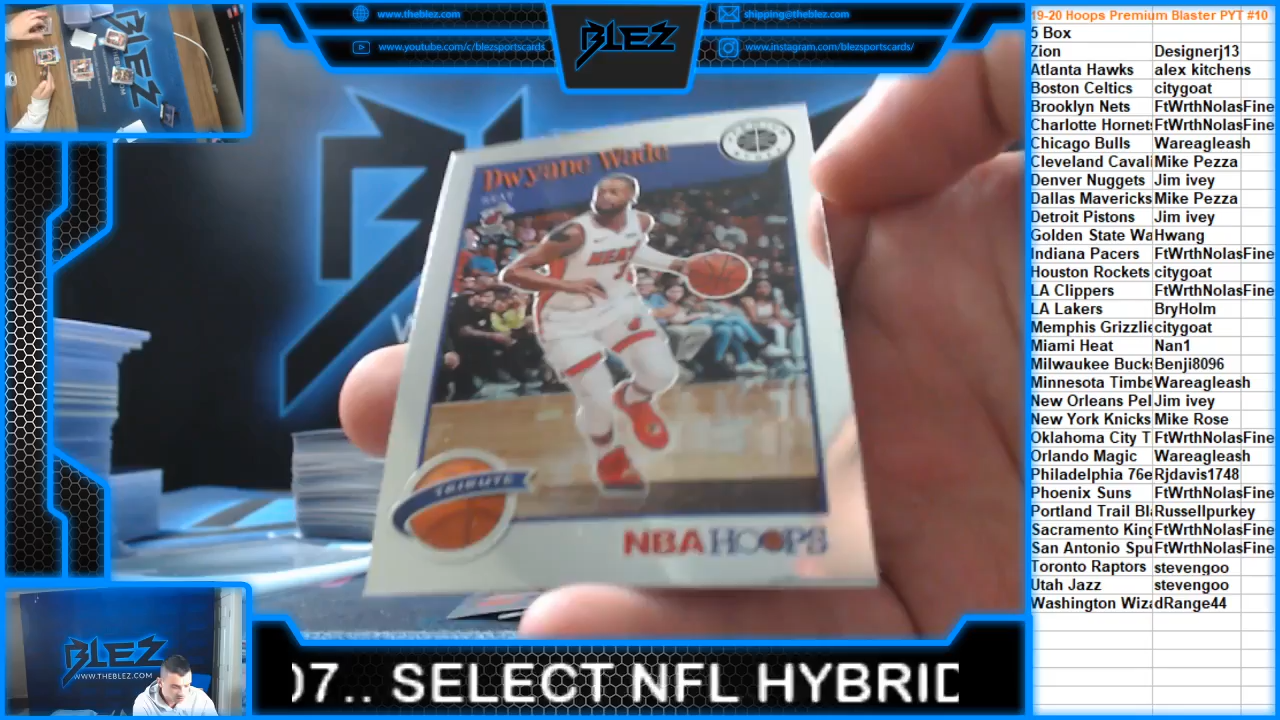 www.theblez.com
www.youtube.com/c/blezsportscards
BLEZ
shipping@theblez.com
www.instagram.com/blezsportscards/
Dwyane Wade
HEAT
HEAT
TRIBUTE
NBA HOOPS
BLEZ
WWW.THEBLEZ.COM
07.. SELECT NFL HYBRID
19-20 Hoops Premium Blaster PYT #10
5 Box
Zion Designerj13
Atlanta Hawks alex kitchens
Boston Celtics citygoat
Brooklyn Nets FtWrthNolasFine
Charlotte Hornet FtWrthNolasFine
Chicago Bulls Wareagleash
Cleveland Cavali Mike Pezza
Denver Nuggets Jim ivey
Dallas Mavericks Mike Pezza
Detroit Pistons Jim ivey
Golden State Wa Hwang
Indiana Pacers FtWrthNolasFine
Houston Rockets citygoat
LA Clippers FtWrthNolasFine
LA Lakers BryHolm
Memphis Grizzlie citygoat
Miami Heat Nan1
Milwaukee Bucks Benji8096
Minnesota Timbe Wareagleash
New Orleans Pel Jim ivey
New York Knicks Mike Rose
Oklahoma City T FtWrthNolasFine
Orlando Magic Wareagleash
Philadelphia 76e Rjdavis1748
Phoenix Suns FtWrthNolasFine
Portland Trail Bla Russellpurkey
Sacramento King FtWrthNolasFine
San Antonio Spu FtWrthNolasFine
Toronto Raptors stevengoo
Utah Jazz stevengoo
Washington Wiza dRange44